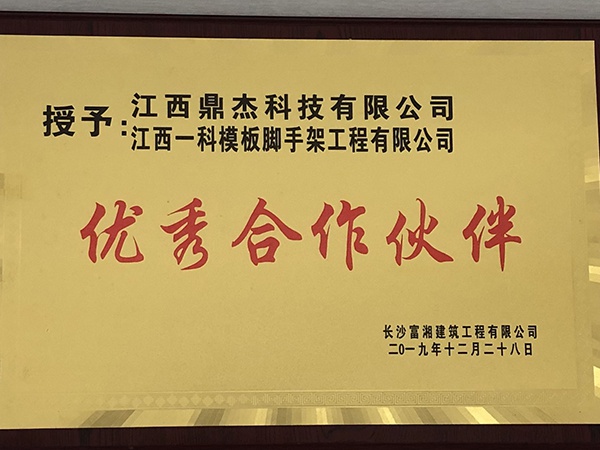 授予:
江西鼎杰科技有限公司
江西一科模板脚手架工程有限公司
优秀合作伙伴
长沙富湘建筑工程有限公司
二0一九年十二月二十八日